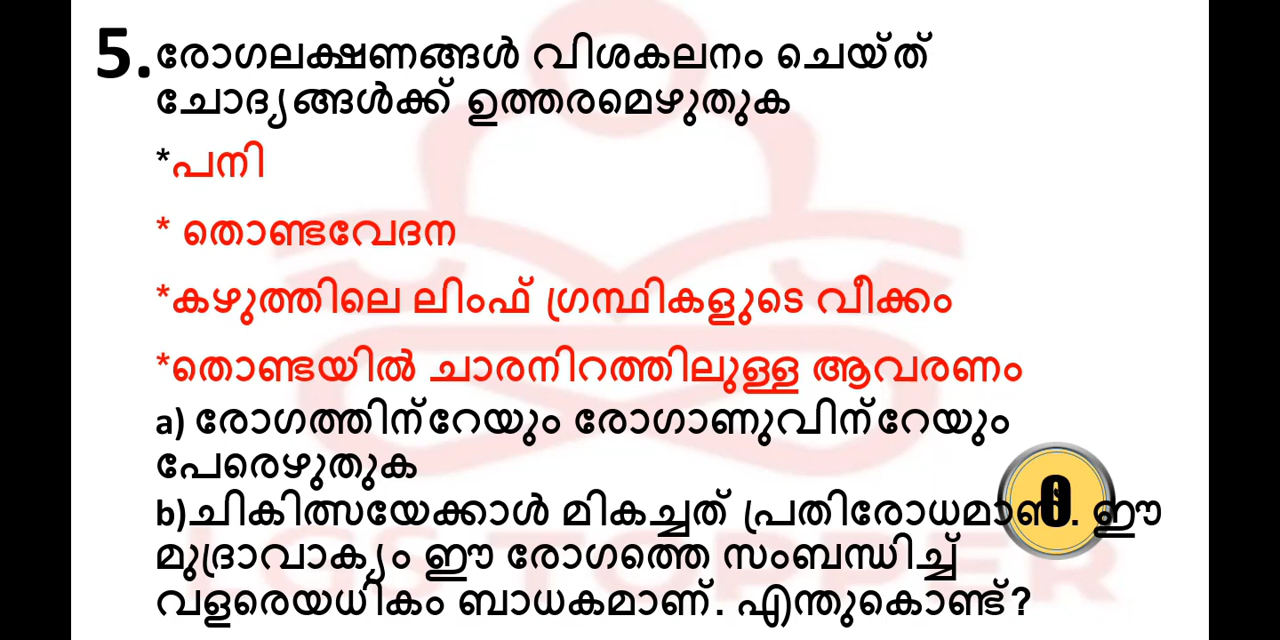 5. രോഗലക്ഷണങ്ങൾ വിശകലനം ചെയ്ത്
ചോദ്യങ്ങൾക്ക് ഉത്തരമെഴുതുക
*പനി
* തൊണ്ടവേദന
*കഴുത്തിലെ ലിംഫ് ഗ്രന്ഥികളുടെ വീക്കം
*തൊണ്ടയിൽ ചാരനിറത്തിലുള്ള ആവരണം
a) രോഗത്തിന്റേയും രോഗാണുവിന്റേയും
പേരെഴുതുക
b)ചികിത്സയേക്കാൾ മികച്ചത് പ്രതിരോധമാണ്. ഈ
0
മുദ്രാവാക്യം ഈ രോഗത്തെ സംബന്ധിച്ച്
വളരെയധികം ബാധകമാണ്. എന്തുകൊണ്ട്?